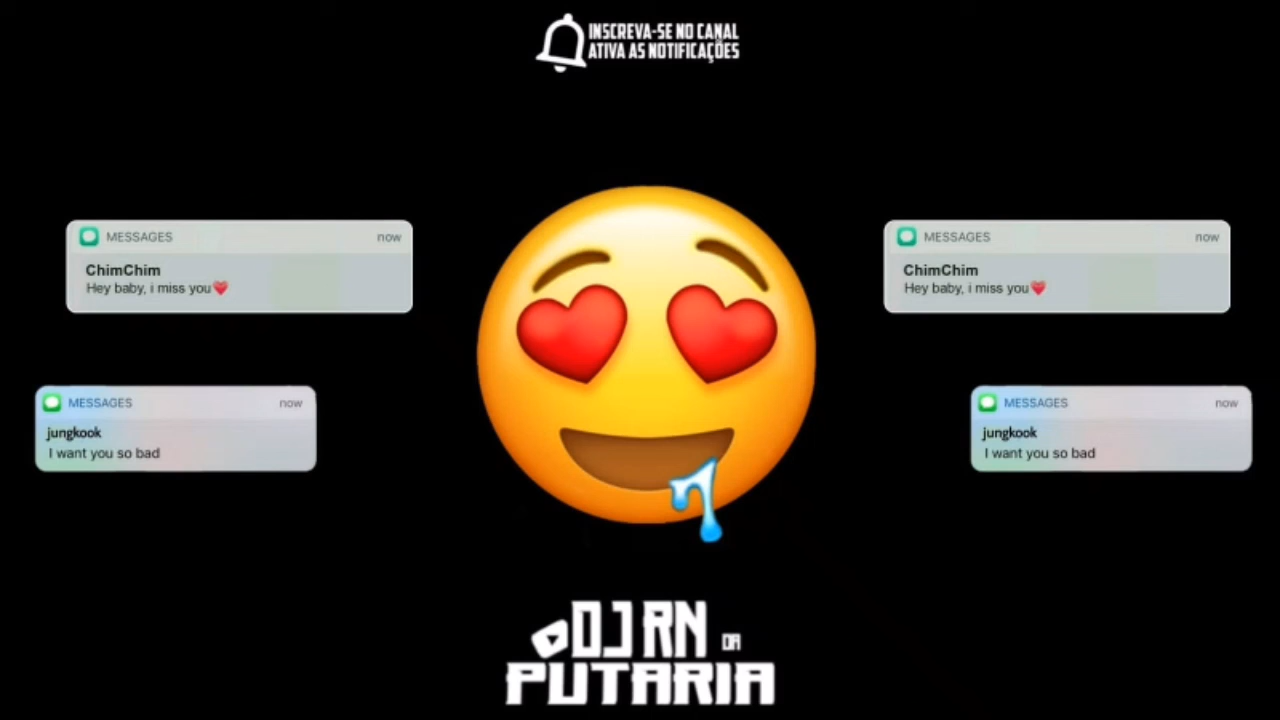 INSCREVA-SE NO CANAL
ATIVA AS NOTIFICAÇÕES
MESSAGES now
ChimChim
Hey baby, i miss you❤️
MESSAGES now
ChimChim
Hey baby, i miss you❤️
MESSAGES now
jungkook
I want you so bad
MESSAGES now
jungkook
I want you so bad
DJ RN DA
PUTARIA